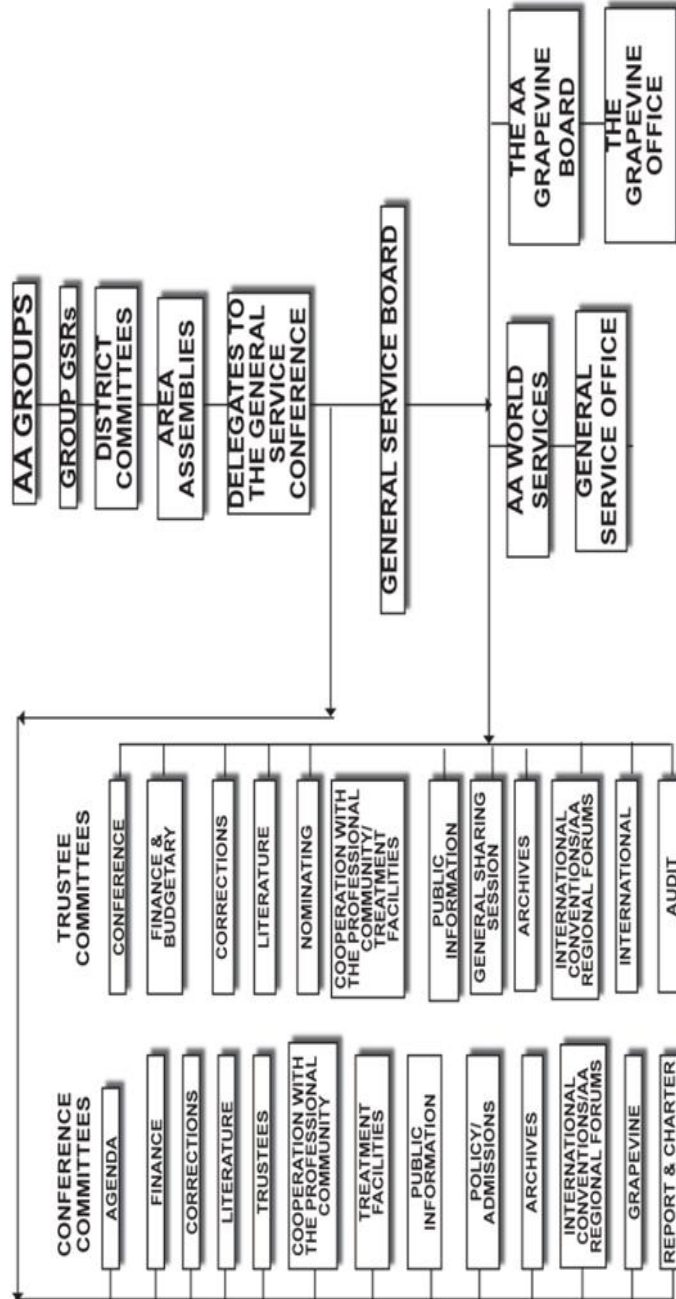 AA GROUPS
GROUP GSRs
DISTRICT
COMMITTEES
AREA
ASSEMBLIES
DELEGATES TO
THE GENERAL
SERVICE
CONFERENCE
GENERAL SERVICE BOARD
AA WORLD
SERVICES
GENERAL
SERVICE OFFICE
THE AA
GRAPEVINE
BOARD
THE
GRAPEVINE
OFFICE
CONFERENCE
COMMITTEES
AGENDA
FINANCE
CORRECTIONS
LITERATURE
TRUSTEES
COOPERATION WITH
THE PROFESSIONAL
COMMUNITY
TREATMENT
FACILITIES
PUBLIC
INFORMATION
POLICY/
ADMISSIONS
ARCHIVES
INTERNATIONAL
CONVENTIONS/AA
REGIONAL FORUMS
GRAPEVINE
REPORT & CHARTER
TRUSTEE
COMMITTEES
CONFERENCE
FINANCE &
BUDGETARY
CORRECTIONS
LITERATURE
NOMINATING
COOPERATION WITH
THE PROFESSIONAL
COMMUNITY/
TREATMENT
FACILITIES
PUBLIC
INFORMATION
GENERAL SHARING
SESSION
ARCHIVES
INTERNATIONAL
CONVENTIONS/AA
REGIONAL FORUMS
INTERNATIONAL
AUDIT